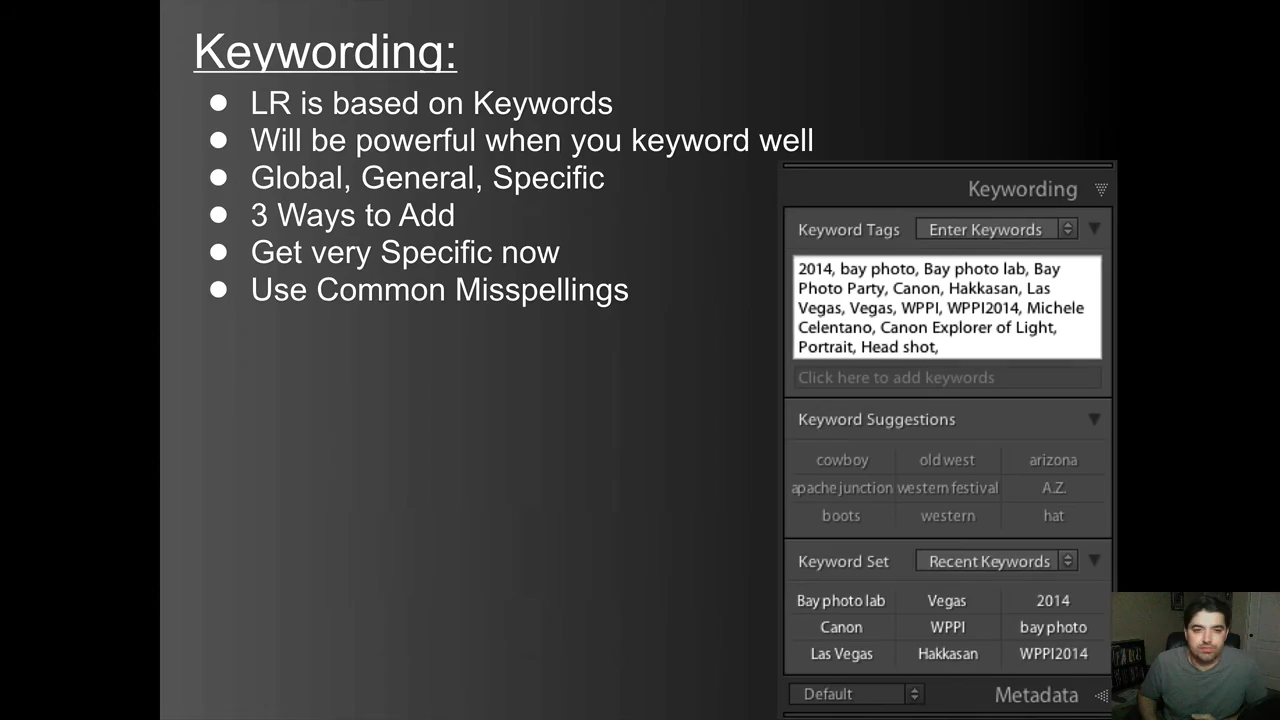 Keywording:
LR is based on Keywords
Will be powerful when you keyword well
Global, General, Specific
3 Ways to Add
Get very Specific now
Use Common Misspellings
Keywording
Keyword Tags Enter Keywords
2014, bay photo, Bay photo lab, Bay
Photo Party, Canon, Hakkasan, Las
Vegas, Vegas, WPPI, WPPI2014, Michele
Celentano, Canon Explorer of Light,
Portrait, Head shot,
Click here to add keywords
Keyword Suggestions
cowboy old west arizona
apache junction western festival A.Z.
boots western hat
Keyword Set Recent Keywords
Bay photo lab Vegas 2014
Canon WPPI bay photo
Las Vegas Hakkasan WPPI2014
Default Metadata